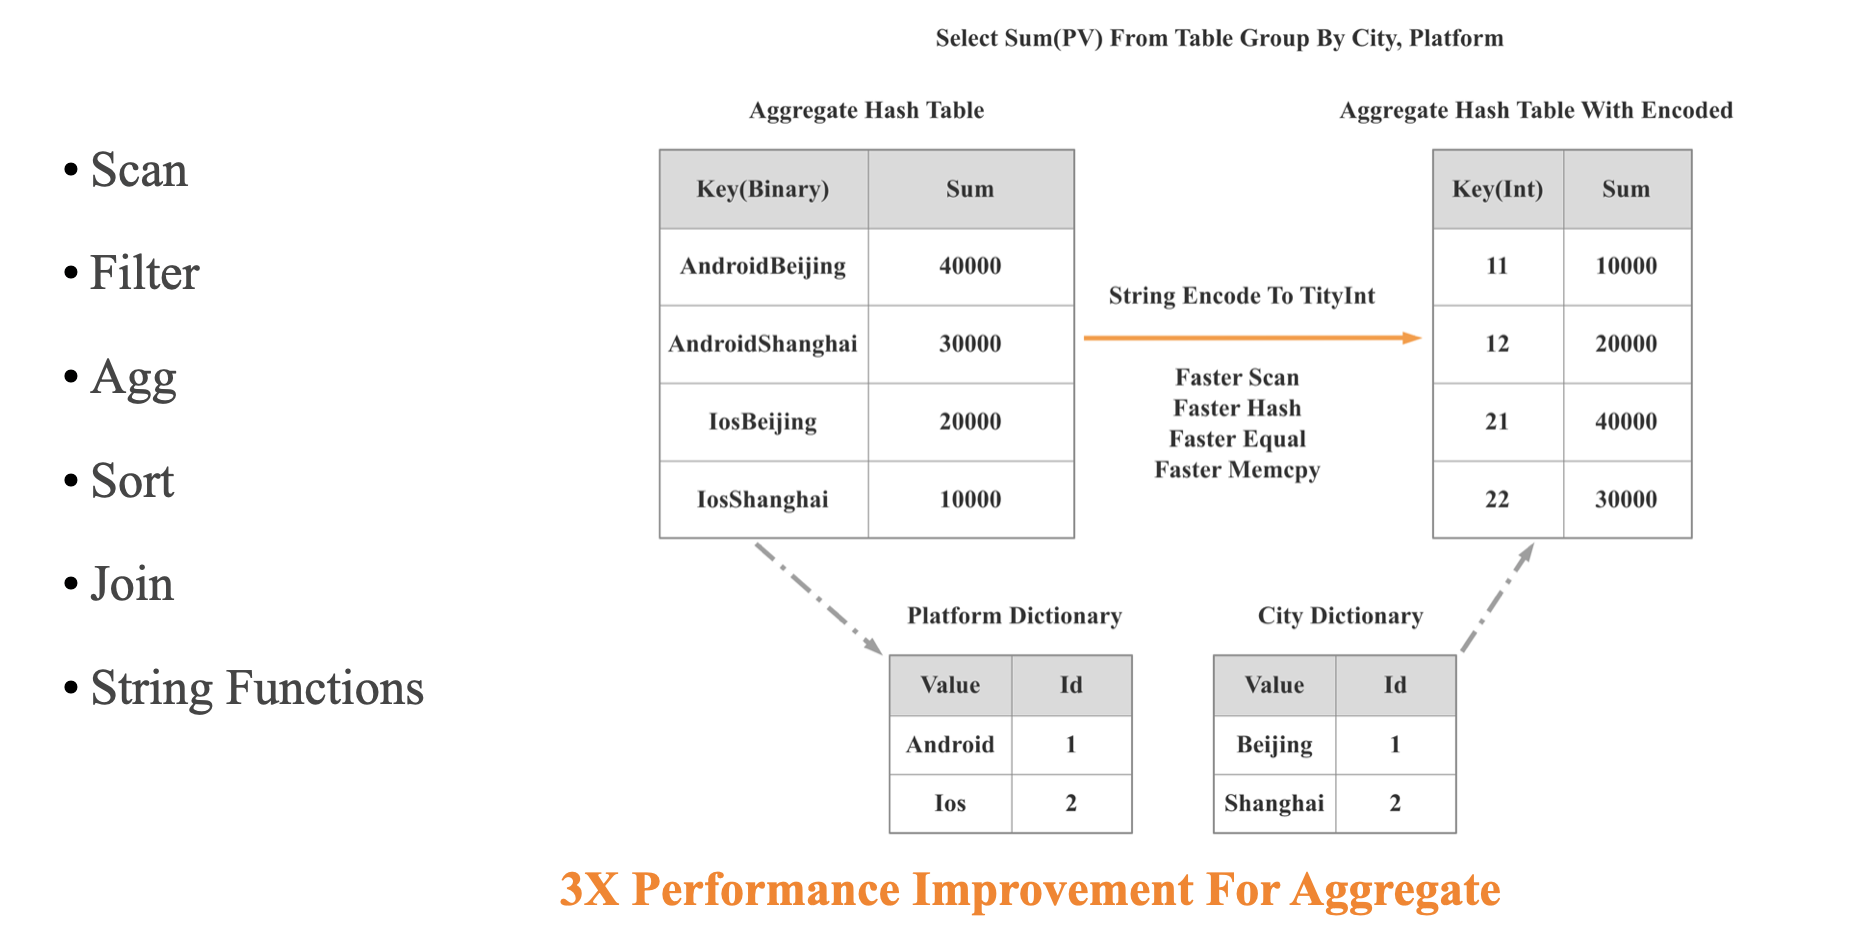 • Scan
• Filter
• Agg
• Sort
• Join
• String Functions
Select Sum(PV) From Table Group By City, Platform
Aggregate Hash Table
Key(Binary) Sum
AndroidBeijing 40000
AndroidShanghai 30000
IosBeijing 20000
IosShanghai 10000
String Encode To TityInt
Faster Scan
Faster Hash
Faster Equal
Faster Memcpy
Aggregate Hash Table With Encoded
Key(Int) Sum
11 10000
12 20000
21 40000
22 30000
Platform Dictionary
Value Id
Android 1
Ios 2
City Dictionary
Value Id
Beijing 1
Shanghai 2
3X Performance Improvement For Aggregate